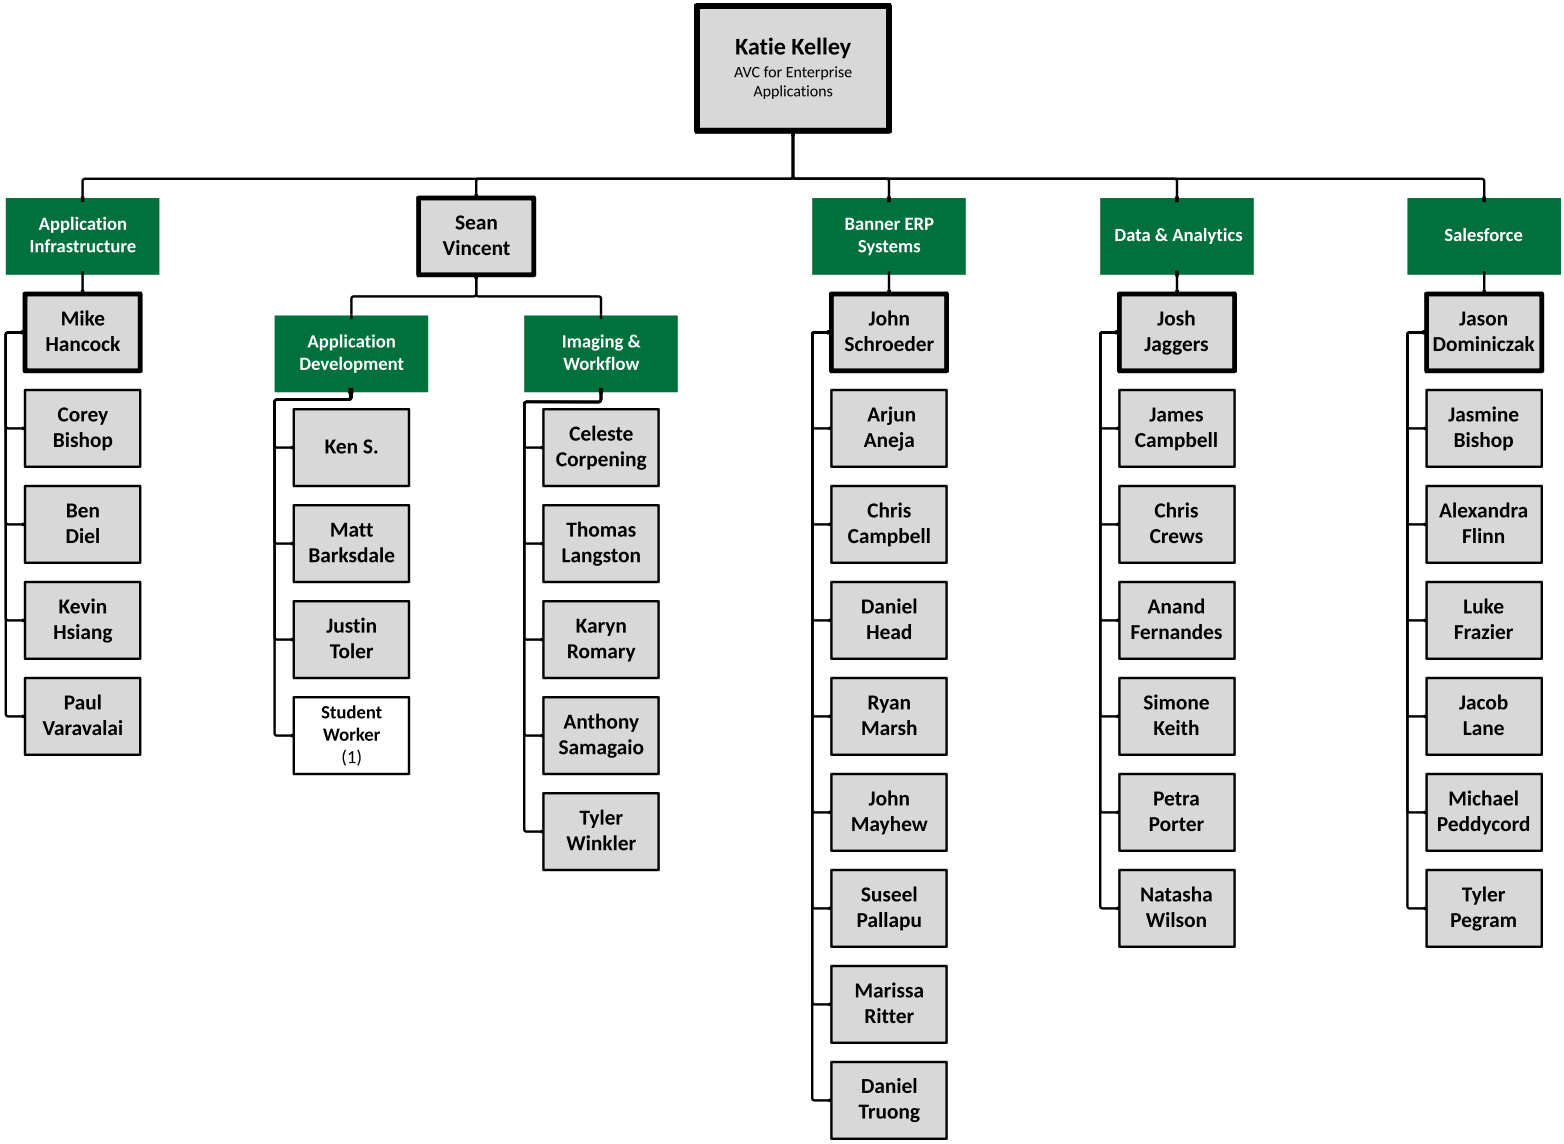 Katie Kelley
AVC for Enterprise
Applications
Application
Infrastructure
Mike
Hancock
Corey
Bishop
Ben
Diel
Kevin
Hsiang
Paul
Varavalai
Sean
Vincent
Application
Development
Ken S.
Matt
Barksdale
Justin
Toler
Student
Worker
(1)
Imaging &
Workflow
Celeste
Corpening
Thomas
Langston
Karyn
Romary
Anthony
Samagaio
Tyler
Winkler
Banner ERP
Systems
John
Schroeder
Arjun
Aneja
Chris
Campbell
Daniel
Head
Ryan
Marsh
John
Mayhew
Suseel
Pallapu
Marissa
Ritter
Daniel
Truong
Data & Analytics
Josh
Jaggers
James
Campbell
Chris
Crews
Anand
Fernandes
Simone
Keith
Petra
Porter
Natasha
Wilson
Salesforce
Jason
Dominiczak
Jasmine
Bishop
Alexandra
Flinn
Luke
Frazier
Jacob
Lane
Michael
Peddycord
Tyler
Pegram